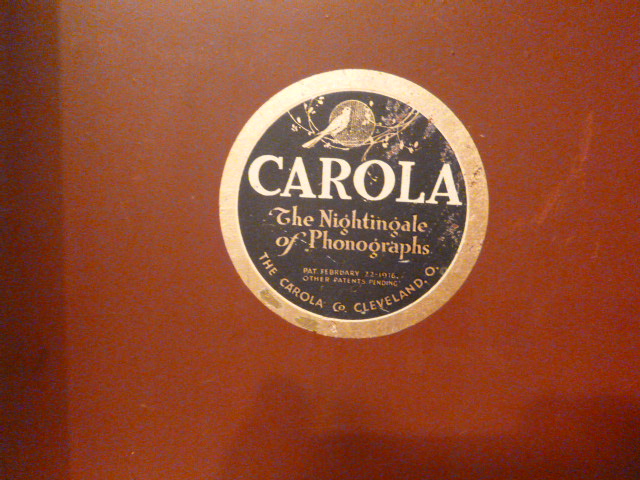 CAROLA
The Nightingale
of Phonographs
PAT. FEBRUARY 22-1916.
OTHER PATENTS PENDING
THE CAROLA Co. CLEVELAND, O.